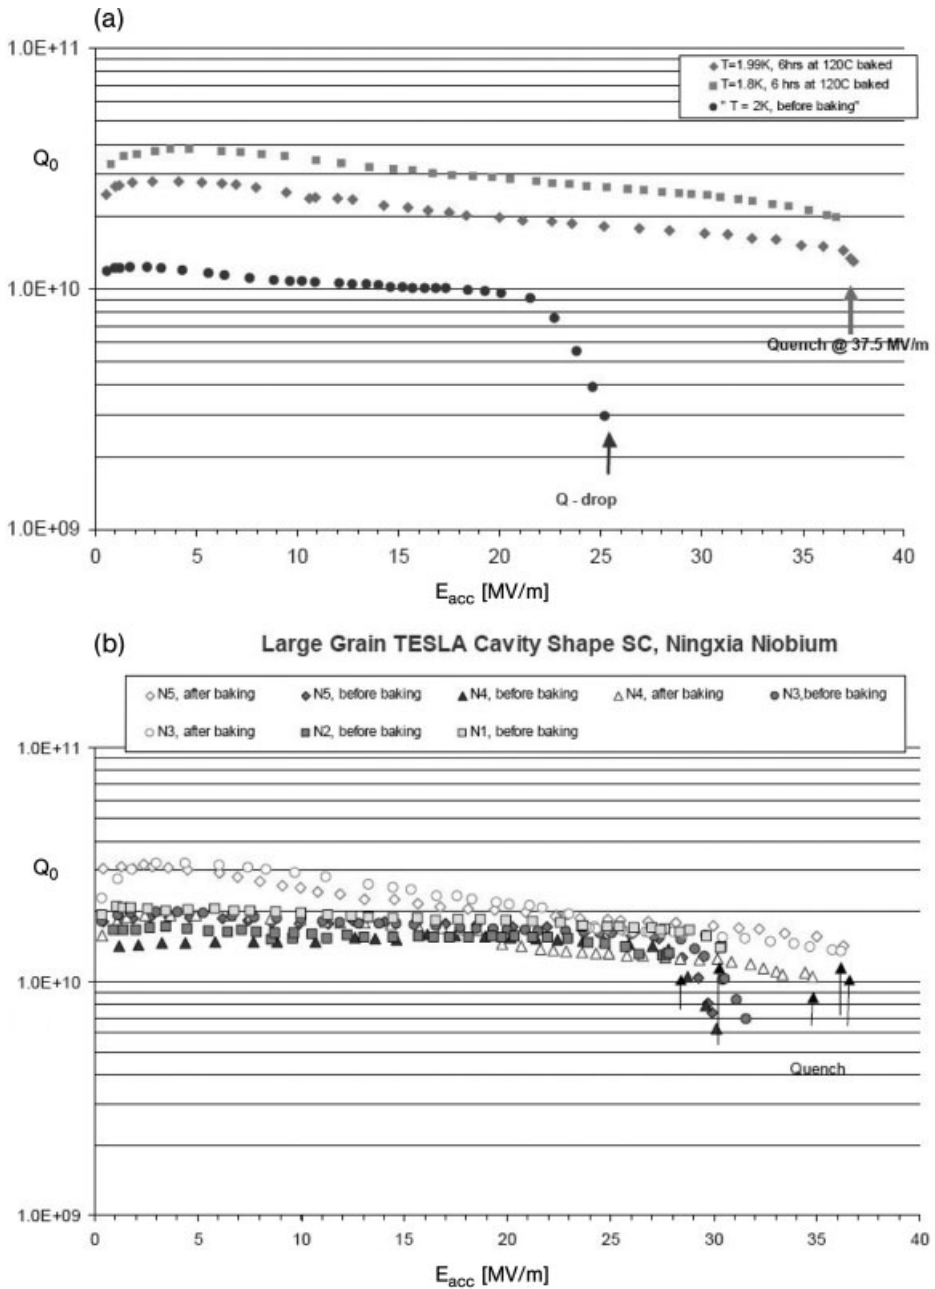 (a)
1.0E+11
T=1.99K, 6hrs at 120C baked
T=1.8K, 6 hrs at 120C baked
" T = 2K, before baking"
Q0
1.0E+10
Quench @ 37.5 MV/m
Q - drop
1.0E+09
0 5 10 15 20 25 30 35 40
Eacc [MV/m]
(b) Large Grain TESLA Cavity Shape SC, Ningxia Niobium
N5, after baking N5, before baking N4, before baking N4, after baking N3,before baking
N3, after baking N2, before baking N1, before baking
1.0E+11
Q0
1.0E+10
Quench
1.0E+09
0 5 10 15 20 25 30 35 40
Eacc [MV/m]